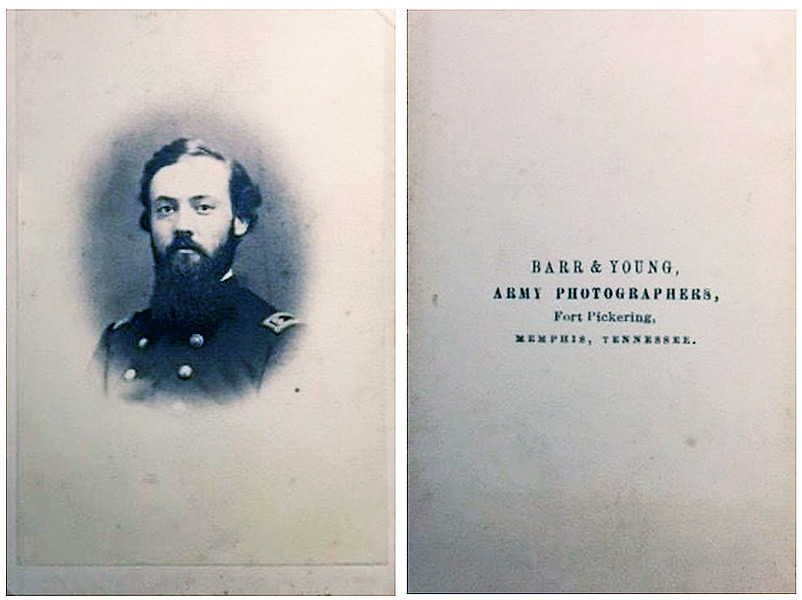 BARR & YOUNG,
ARMY PHOTOGRAPHERS,
Fort Pickering,
MEMPHIS, TENNESSEE.